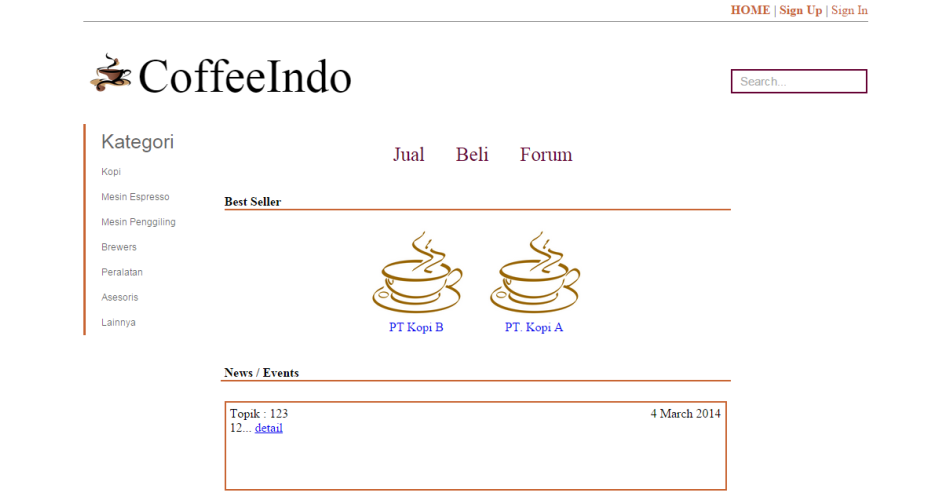 HOME | Sign Up | Sign In
CoffeeIndo
Search...
Kategori
Kopi
Mesin Espresso
Mesin Penggiling
Brewers
Peralatan
Asesoris
Lainnya
Jual Beli Forum
Best Seller
PT Kopi B PT. Kopi A
News / Events
Topik : 123 4 March 2014
12... detail